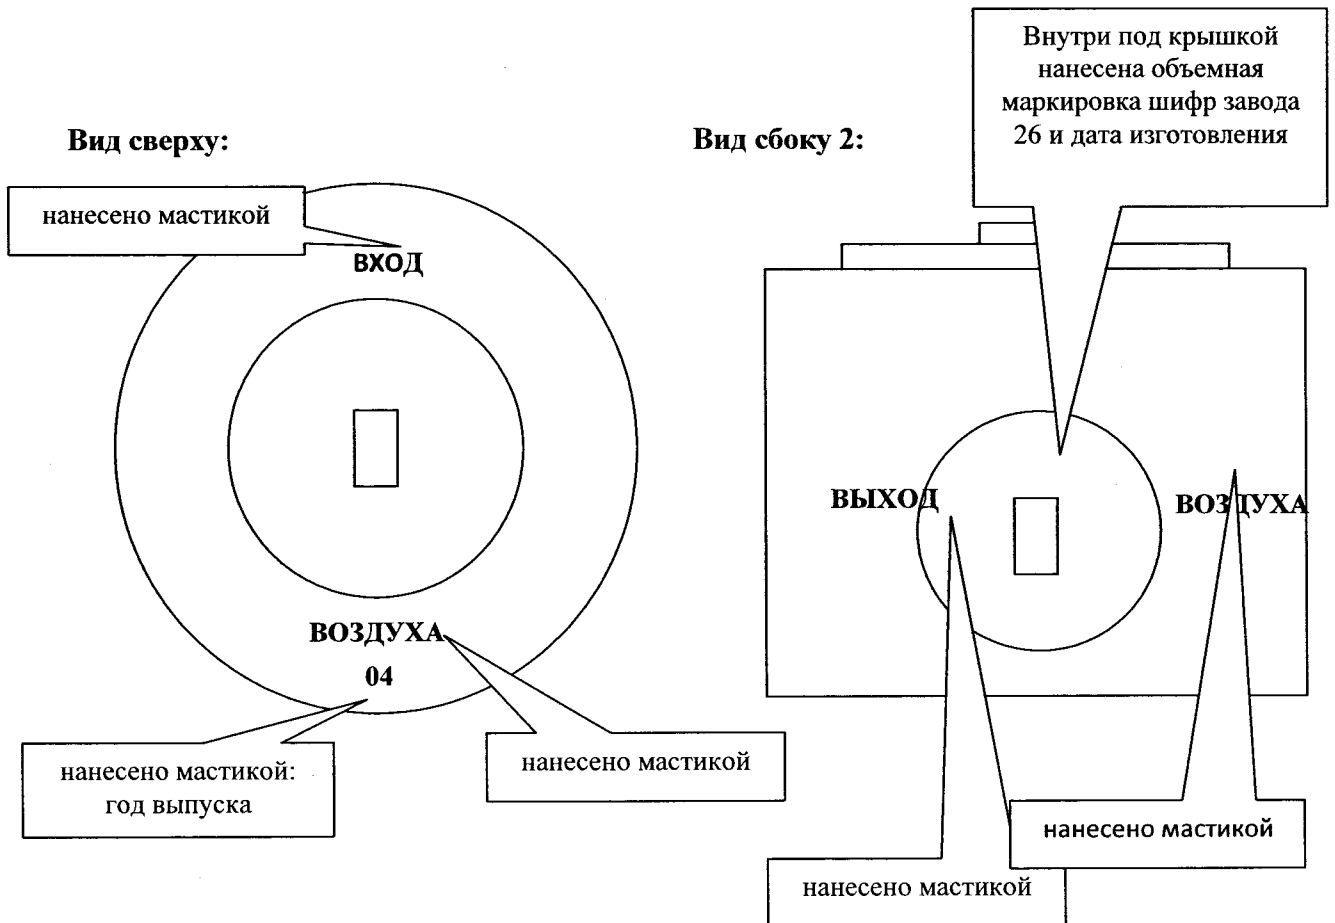 Внутри под крышкой
нанесена объемная
маркировка шифр завода
26 и дата изготовления
Вид сверху:
Вид сбоку 2:
нанесено мастикой
ВХОД
ВЫХОД
ВОЗДУХА
ВОЗДУХА
04
нанесено мастикой:
год выпуска
нанесено мастикой
нанесено мастикой
нанесено мастикой